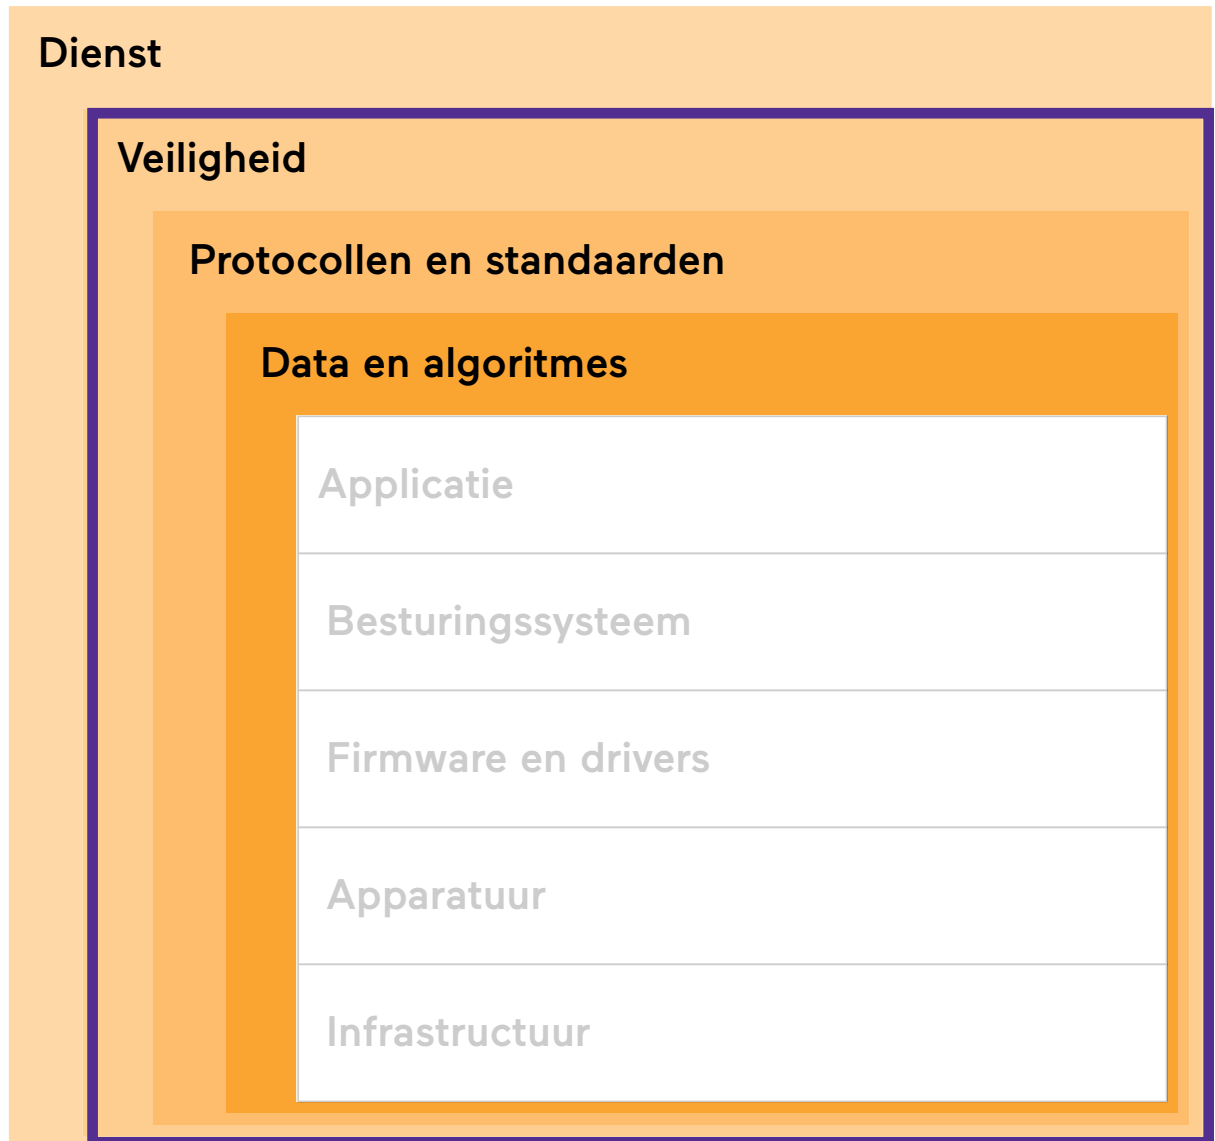 Dienst
Veiligheid
Protocollen en standaarden
Data en algoritmes
Applicatie
Besturingssysteem
Firmware en drivers
Apparatuur
Infrastructuur